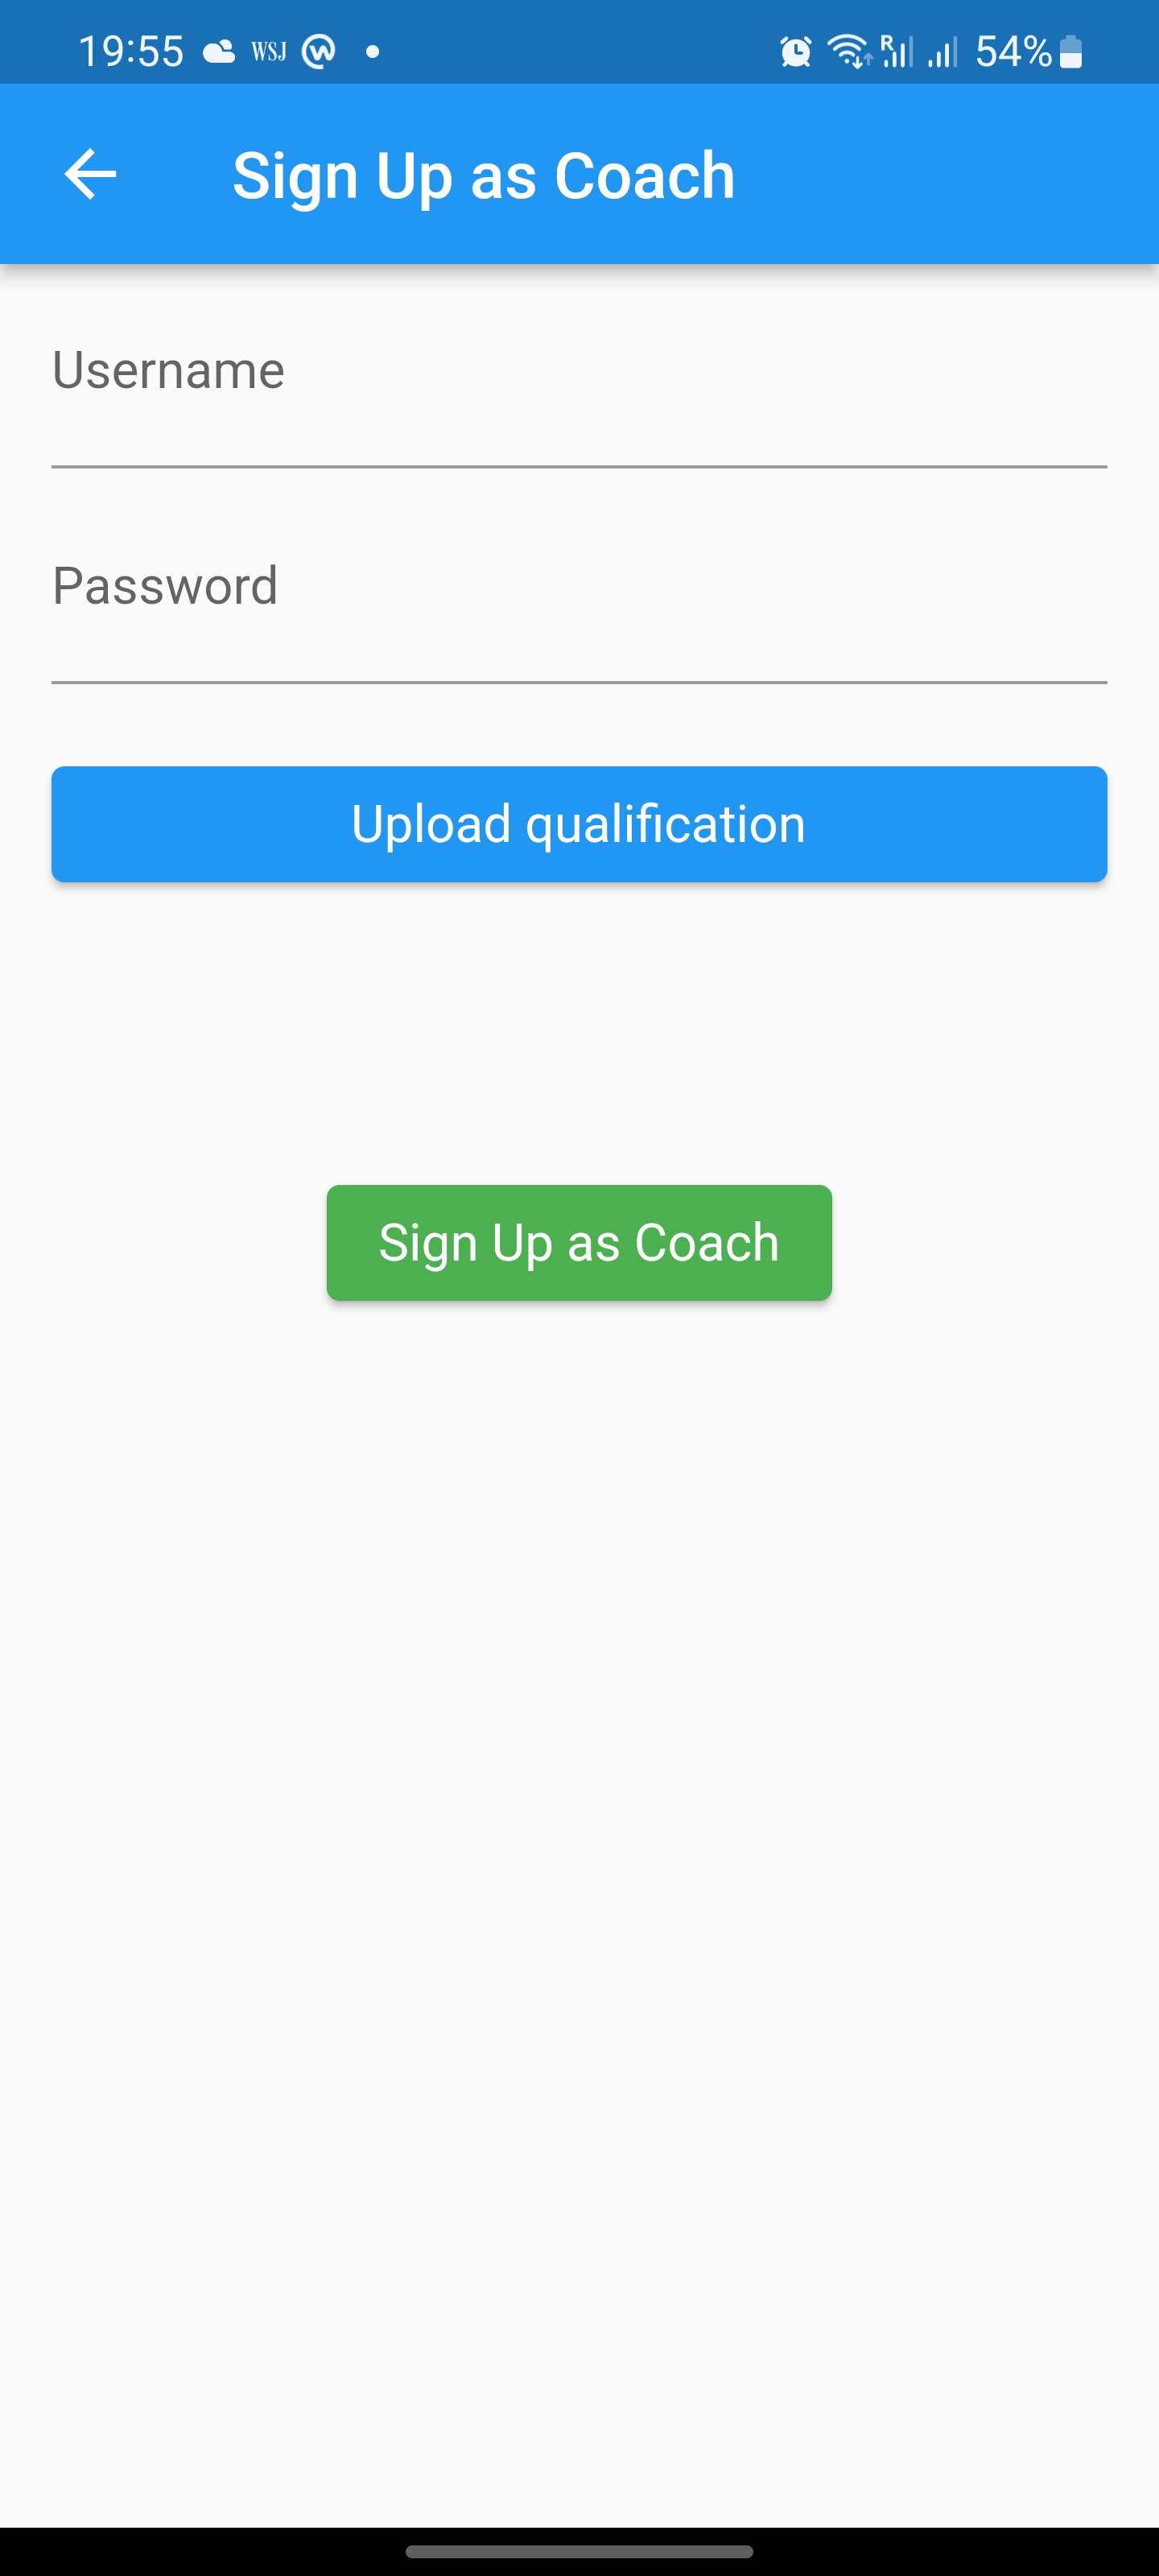 19:55 WSJ R 54%
Sign Up as Coach
Username
Password
Upload qualification
Sign Up as Coach